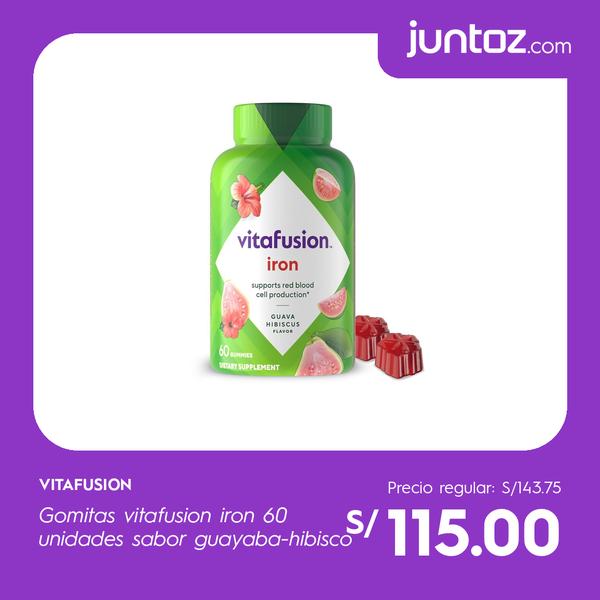 juntoz.com
vitafusion™
iron
supports red blood
cell production*
GUAVA
HIBISCUS
FLAVOR
60 GUMMIES
DIETARY SUPPLEMENT
VITAFUSION
Gomitas vitafusion iron 60
unidades sabor guayaba-hibisco
Precio regular: S/143.75
S/ 115.00